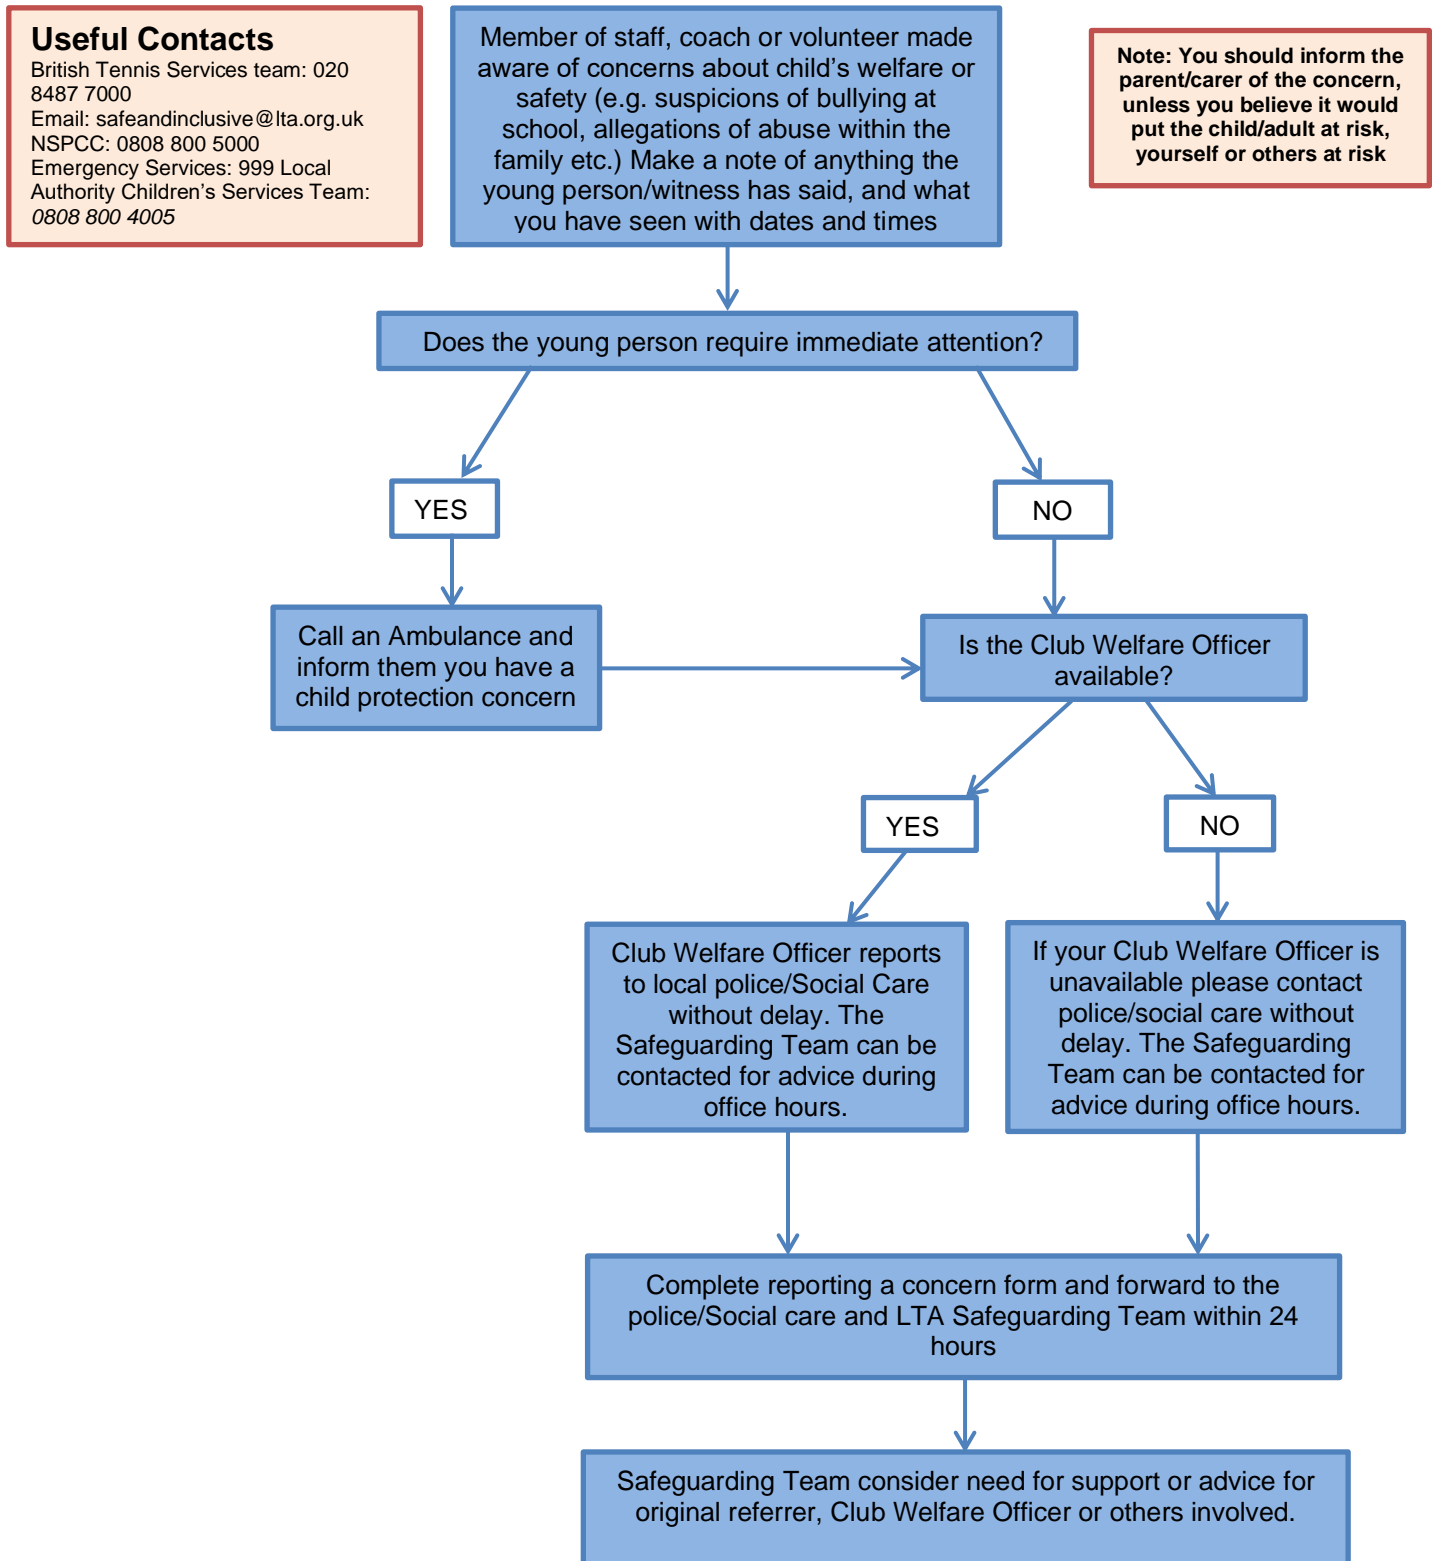 Useful Contacts
British Tennis Services team: 020
8487 7000
Email: safeandinclusive@lta.org.uk
NSPCC: 0808 800 5000
Emergency Services: 999 Local
Authority Children's Services Team:
0808 800 4005
Member of staff, coach or volunteer made
aware of concerns about child's welfare or
safety (e.g. suspicions of bullying at
school, allegations of abuse within the
family etc.) Make a note of anything the
young person/witness has said, and what
you have seen with dates and times
Note: You should inform the
parent/carer of the concern,
unless you believe it would
put the child/adult at risk,
yourself or others at risk
Does the young person require immediate attention?
YES
NO
Call an Ambulance and
inform them you have a
child protection concern
Is the Club Welfare Officer
available?
YES
NO
Club Welfare Officer reports
to local police/Social Care
without delay. The
Safeguarding Team can be
contacted for advice during
office hours.
If your Club Welfare Officer is
unavailable please contact
police/social care without
delay. The Safeguarding
Team can be contacted for
advice during office hours.
Complete reporting a concern form and forward to the
police/Social care and LTA Safeguarding Team within 24
hours
Safeguarding Team consider need for support or advice for
original referrer, Club Welfare Officer or others involved.